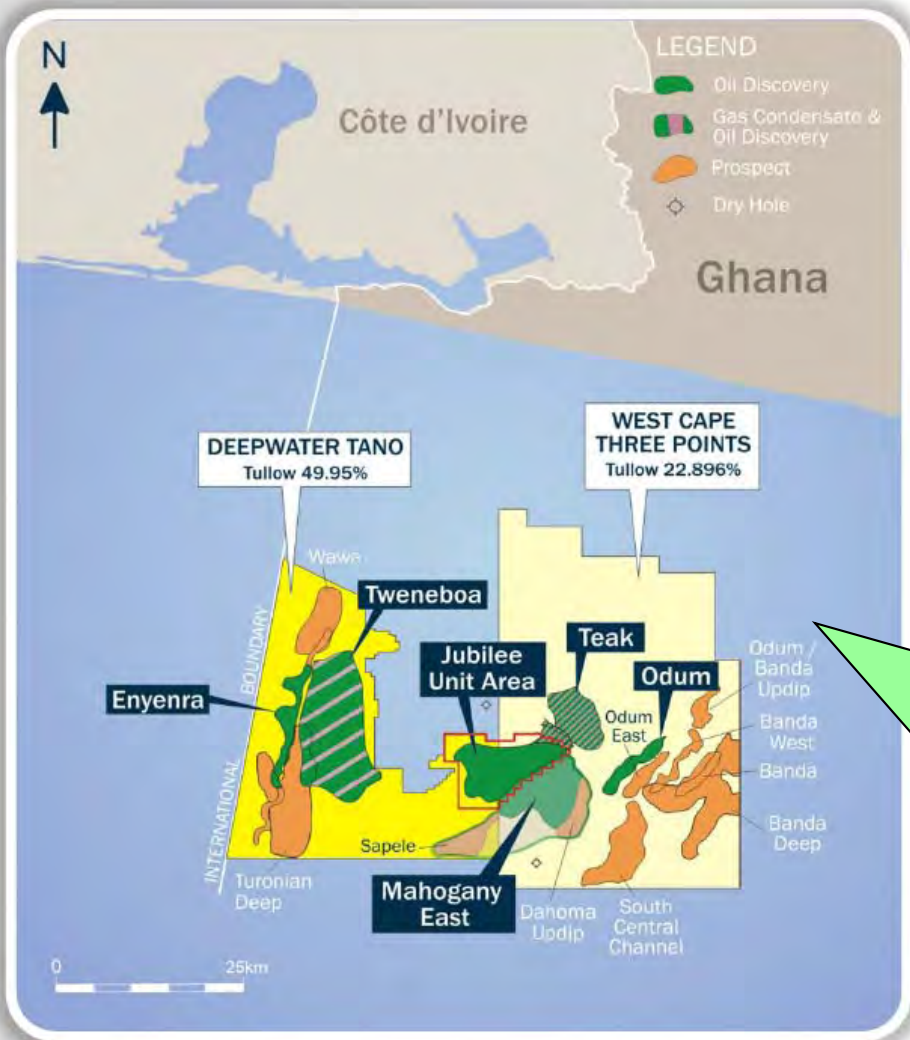 N
Côte d'Ivoire
LEGEND
Oil Discovery
Gas Condensate &
Oil Discovery
Prospect
Dry Hole
Ghana
DEEPWATER TANO
Tullow 49.95%
WEST CAPE
THREE POINTS
Tullow 22.896%
Wawa
Tweneboa
Enyenra
INTERNATIONAL BOUNDARY
Jubilee
Unit Area
Teak
Odum
Odum
East
Odum /
Banda
Updip
Banda
West
Banda
Banda
Deep
Sapele
Turonian
Deep
Mahogany
East
Dahoma
Updip
South
Central
Channel
0
25km